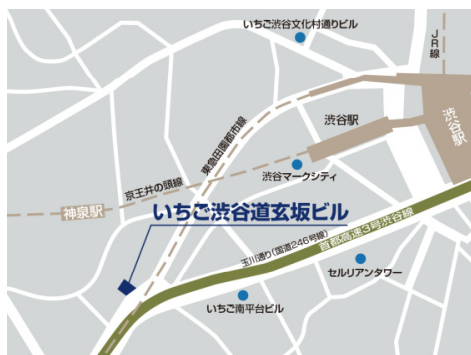 いちご渋谷文化村通りビル
JR線
渋谷駅
渋谷駅
東急田園都市線
渋谷マークシティ
京王井の頭線
神泉駅
いちご渋谷道玄坂ビル
首都高速3号渋谷線
玉川通り(国道246号線)
セルリアンタワー
いちご南平台ビル